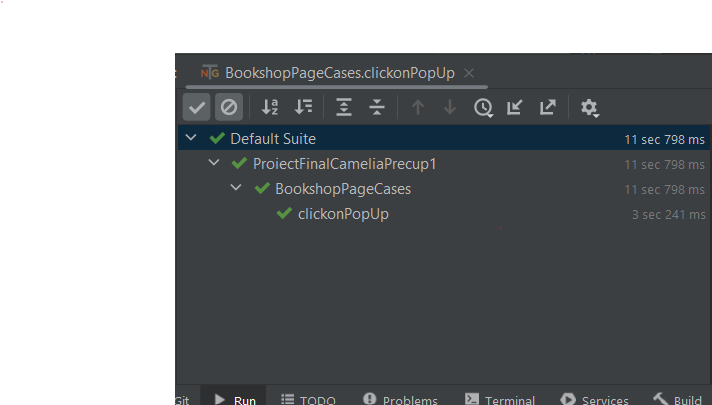 NTG BookshopPageCases.clickonPopUp
Default Suite 11 sec 798 ms
ProiectFinalCameliaPrecup1 11 sec 798 ms
BookshopPageCases 11 sec 798 ms
clickonPopUp 3 sec 241 ms
Git Run TODO Problems Terminal Services Build